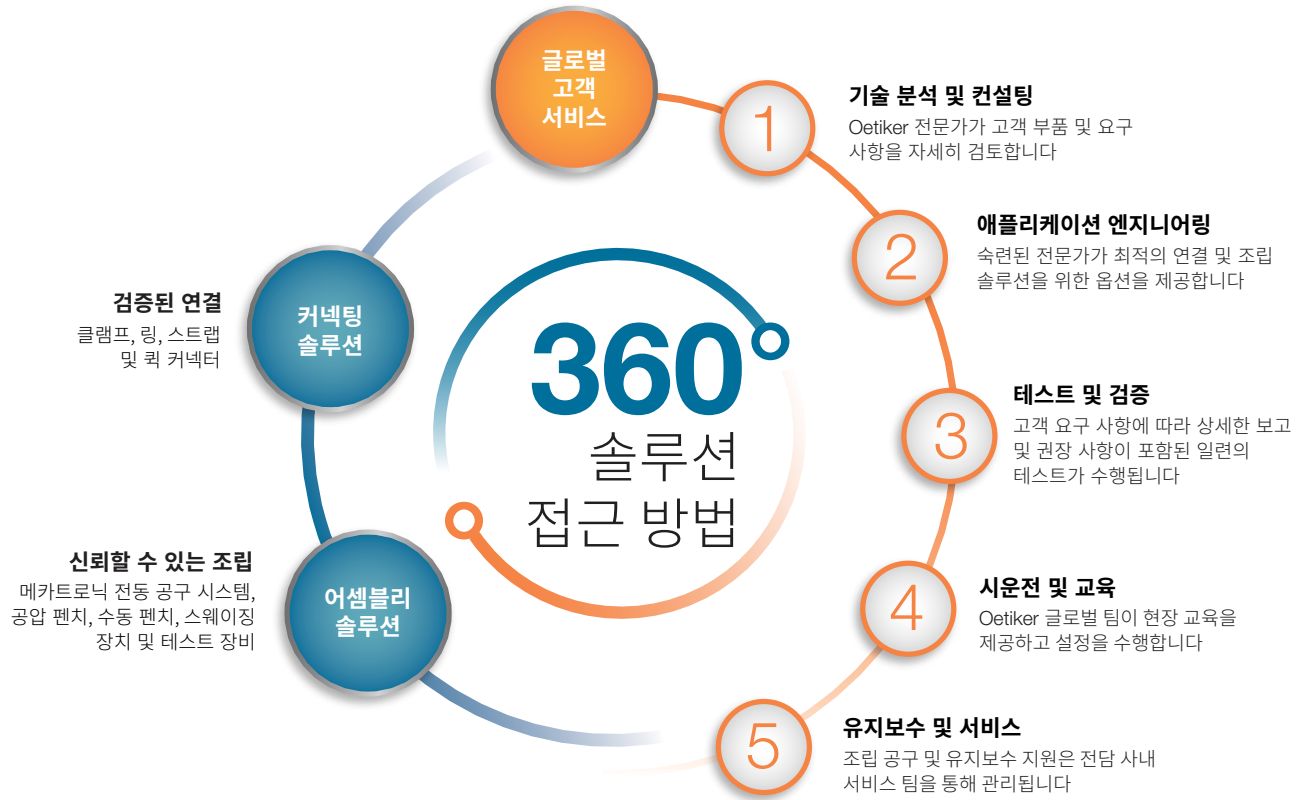 글로벌
고객
서비스
1
기술 분석 및 컨설팅
Oetiker 전문가가 고객 부품 및 요구
사항을 자세히 검토합니다
2
애플리케이션 엔지니어링
숙련된 전문가가 최적의 연결 및 조립
솔루션을 위한 옵션을 제공합니다
3
테스트 및 검증
고객 요구 사항에 따라 상세한 보고
및 권장 사항이 포함된 일련의
테스트가 수행됩니다
4
시운전 및 교육
Oetiker 글로벌 팀이 현장 교육을
제공하고 설정을 수행합니다
5
유지보수 및 서비스
조립 공구 및 유지보수 지원은 전담 사내
서비스 팀을 통해 관리됩니다
커넥팅
솔루션
검증된 연결
클램프, 링, 스트랩
및 퀵 커넥터
어셈블리
솔루션
신뢰할 수 있는 조립
메카트로닉 전동 공구 시스템,
공압 펜치, 수동 펜치, 스웨이징
장치 및 테스트 장비
360°
솔루션
접근 방법